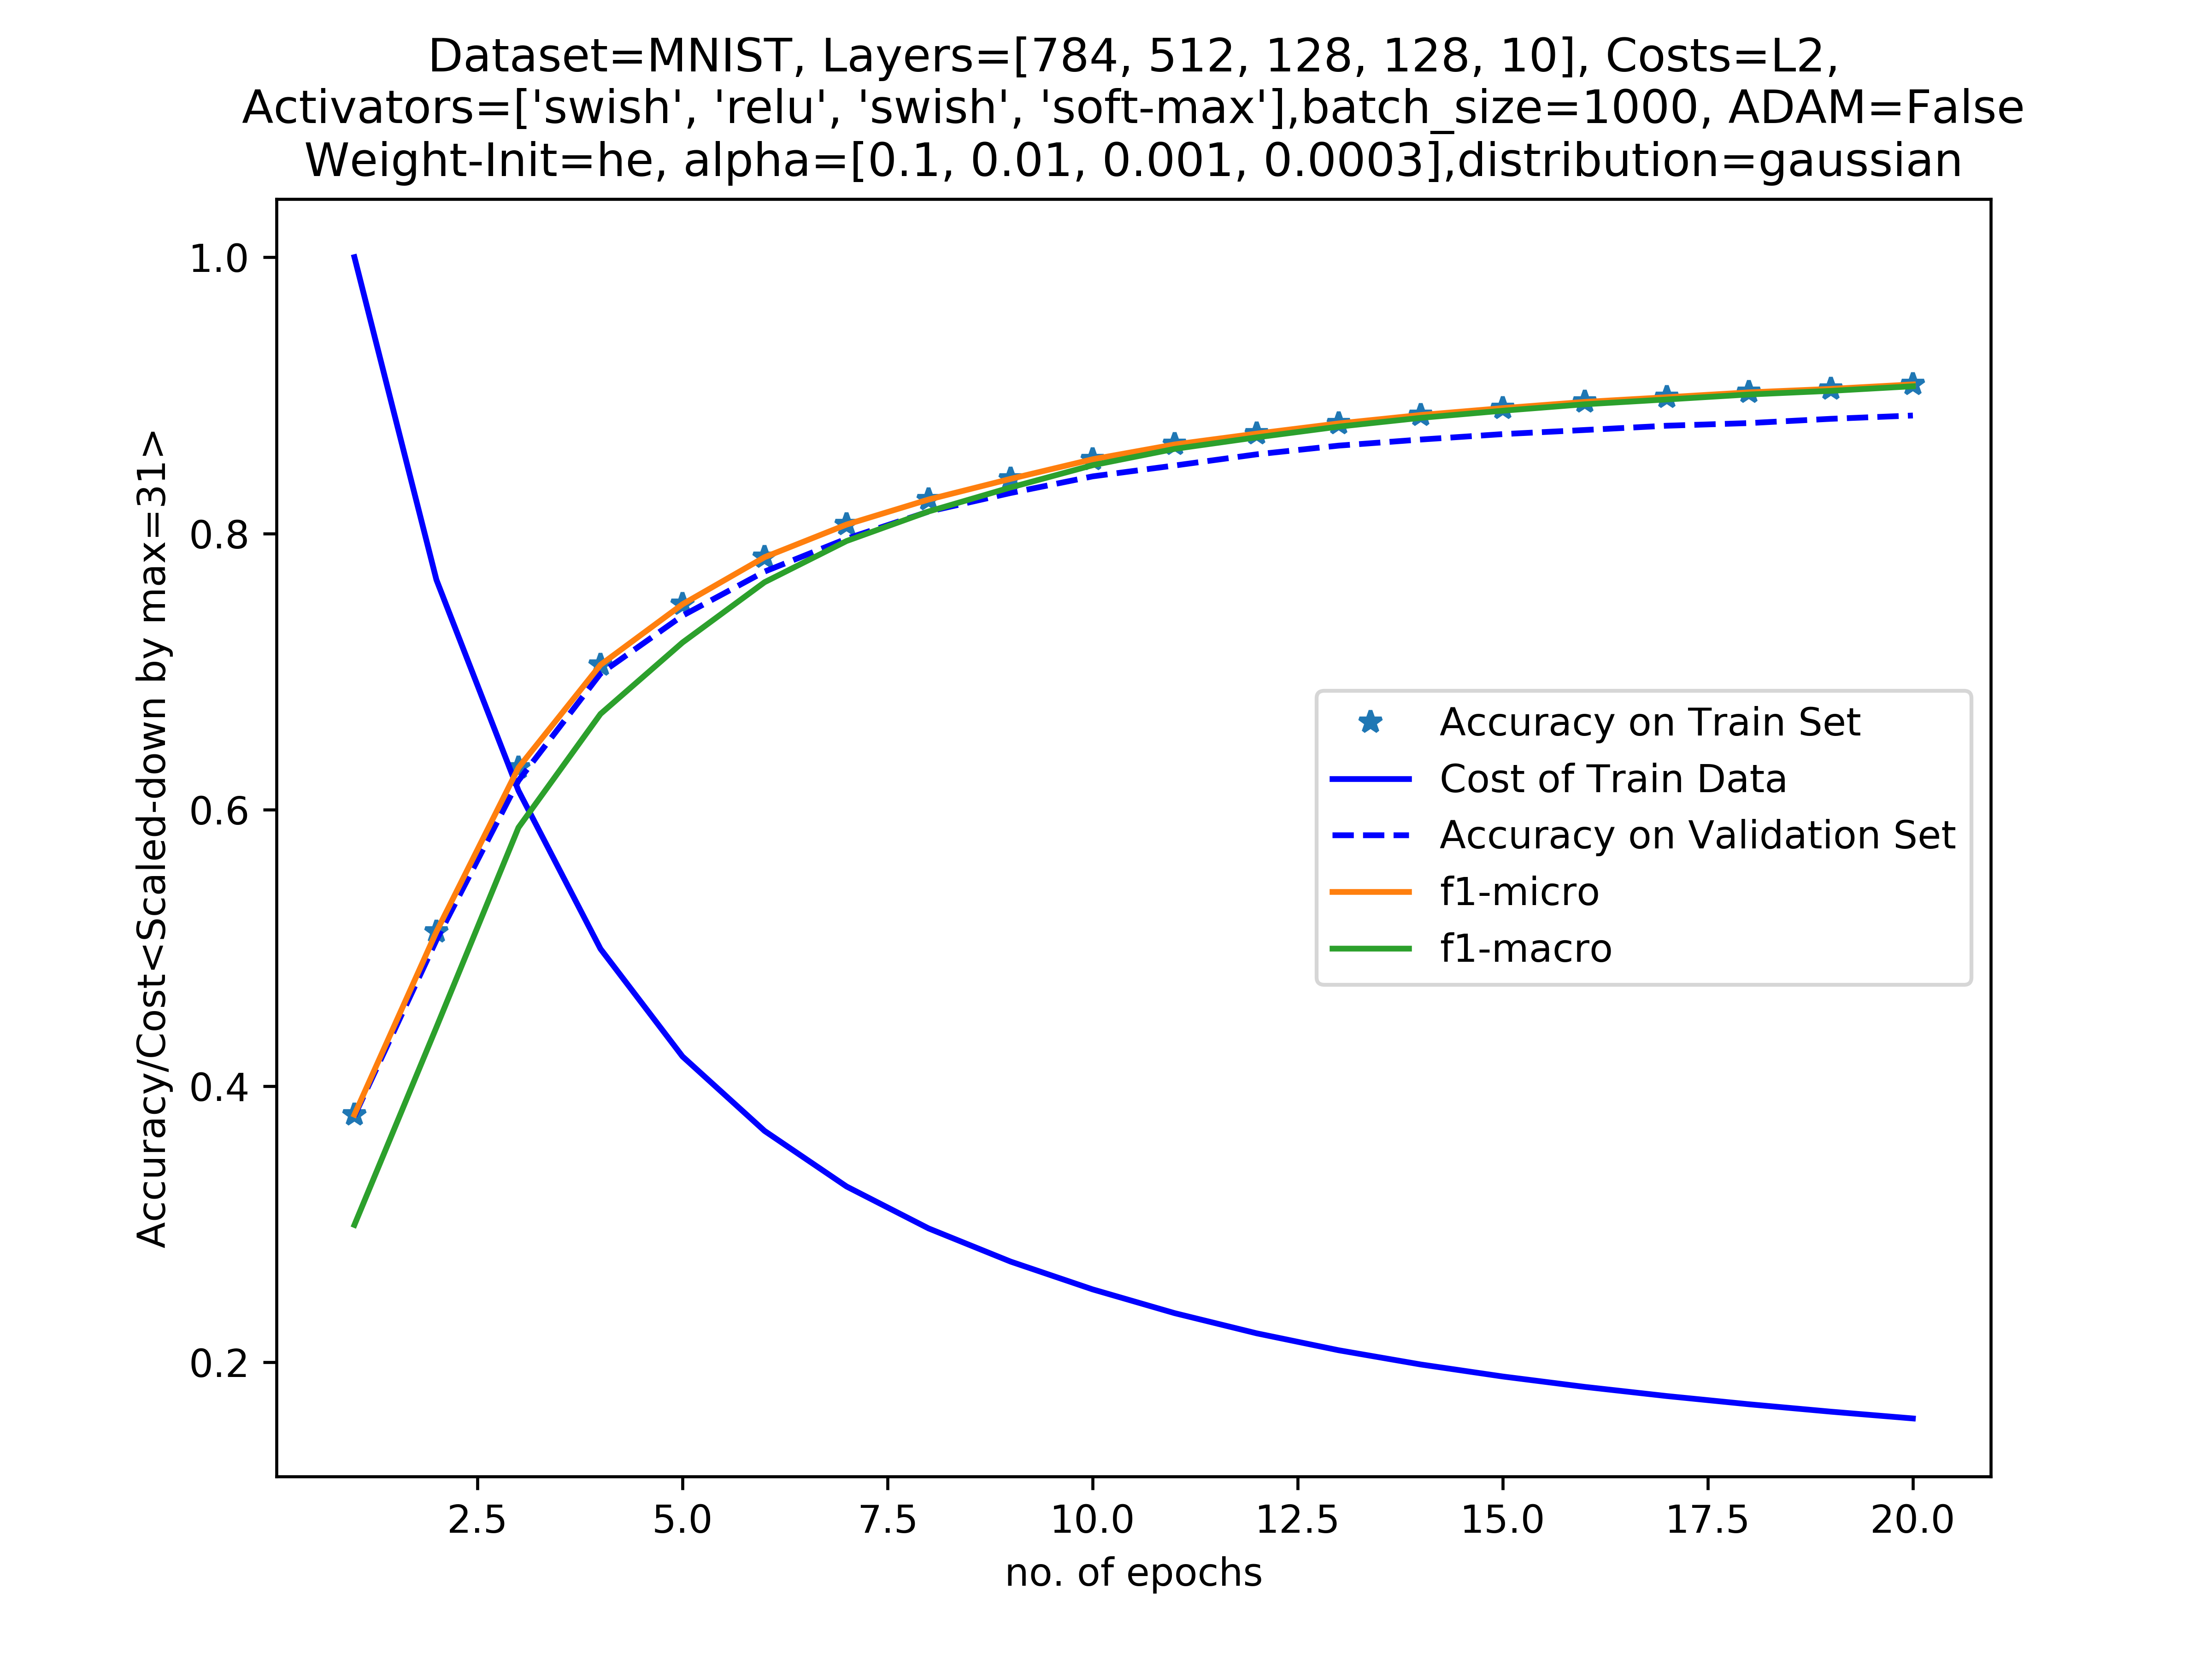 Dataset=MNIST, Layers=[784, 512, 128, 128, 10], Costs=L2,
Activators=['swish', 'relu', 'swish', 'soft-max'],batch_size=1000, ADAM=False
Weight-Init=he, alpha=[0.1, 0.01, 0.001, 0.0003],distribution=gaussian
Accuracy/Cost<Scaled-down by max=31>
1.0
0.8
0.6
0.4
0.2
Accuracy on Train Set
Cost of Train Data
Accuracy on Validation Set
f1-micro
f1-macro
2.5 5.0 7.5 10.0 12.5 15.0 17.5 20.0
no. of epochs